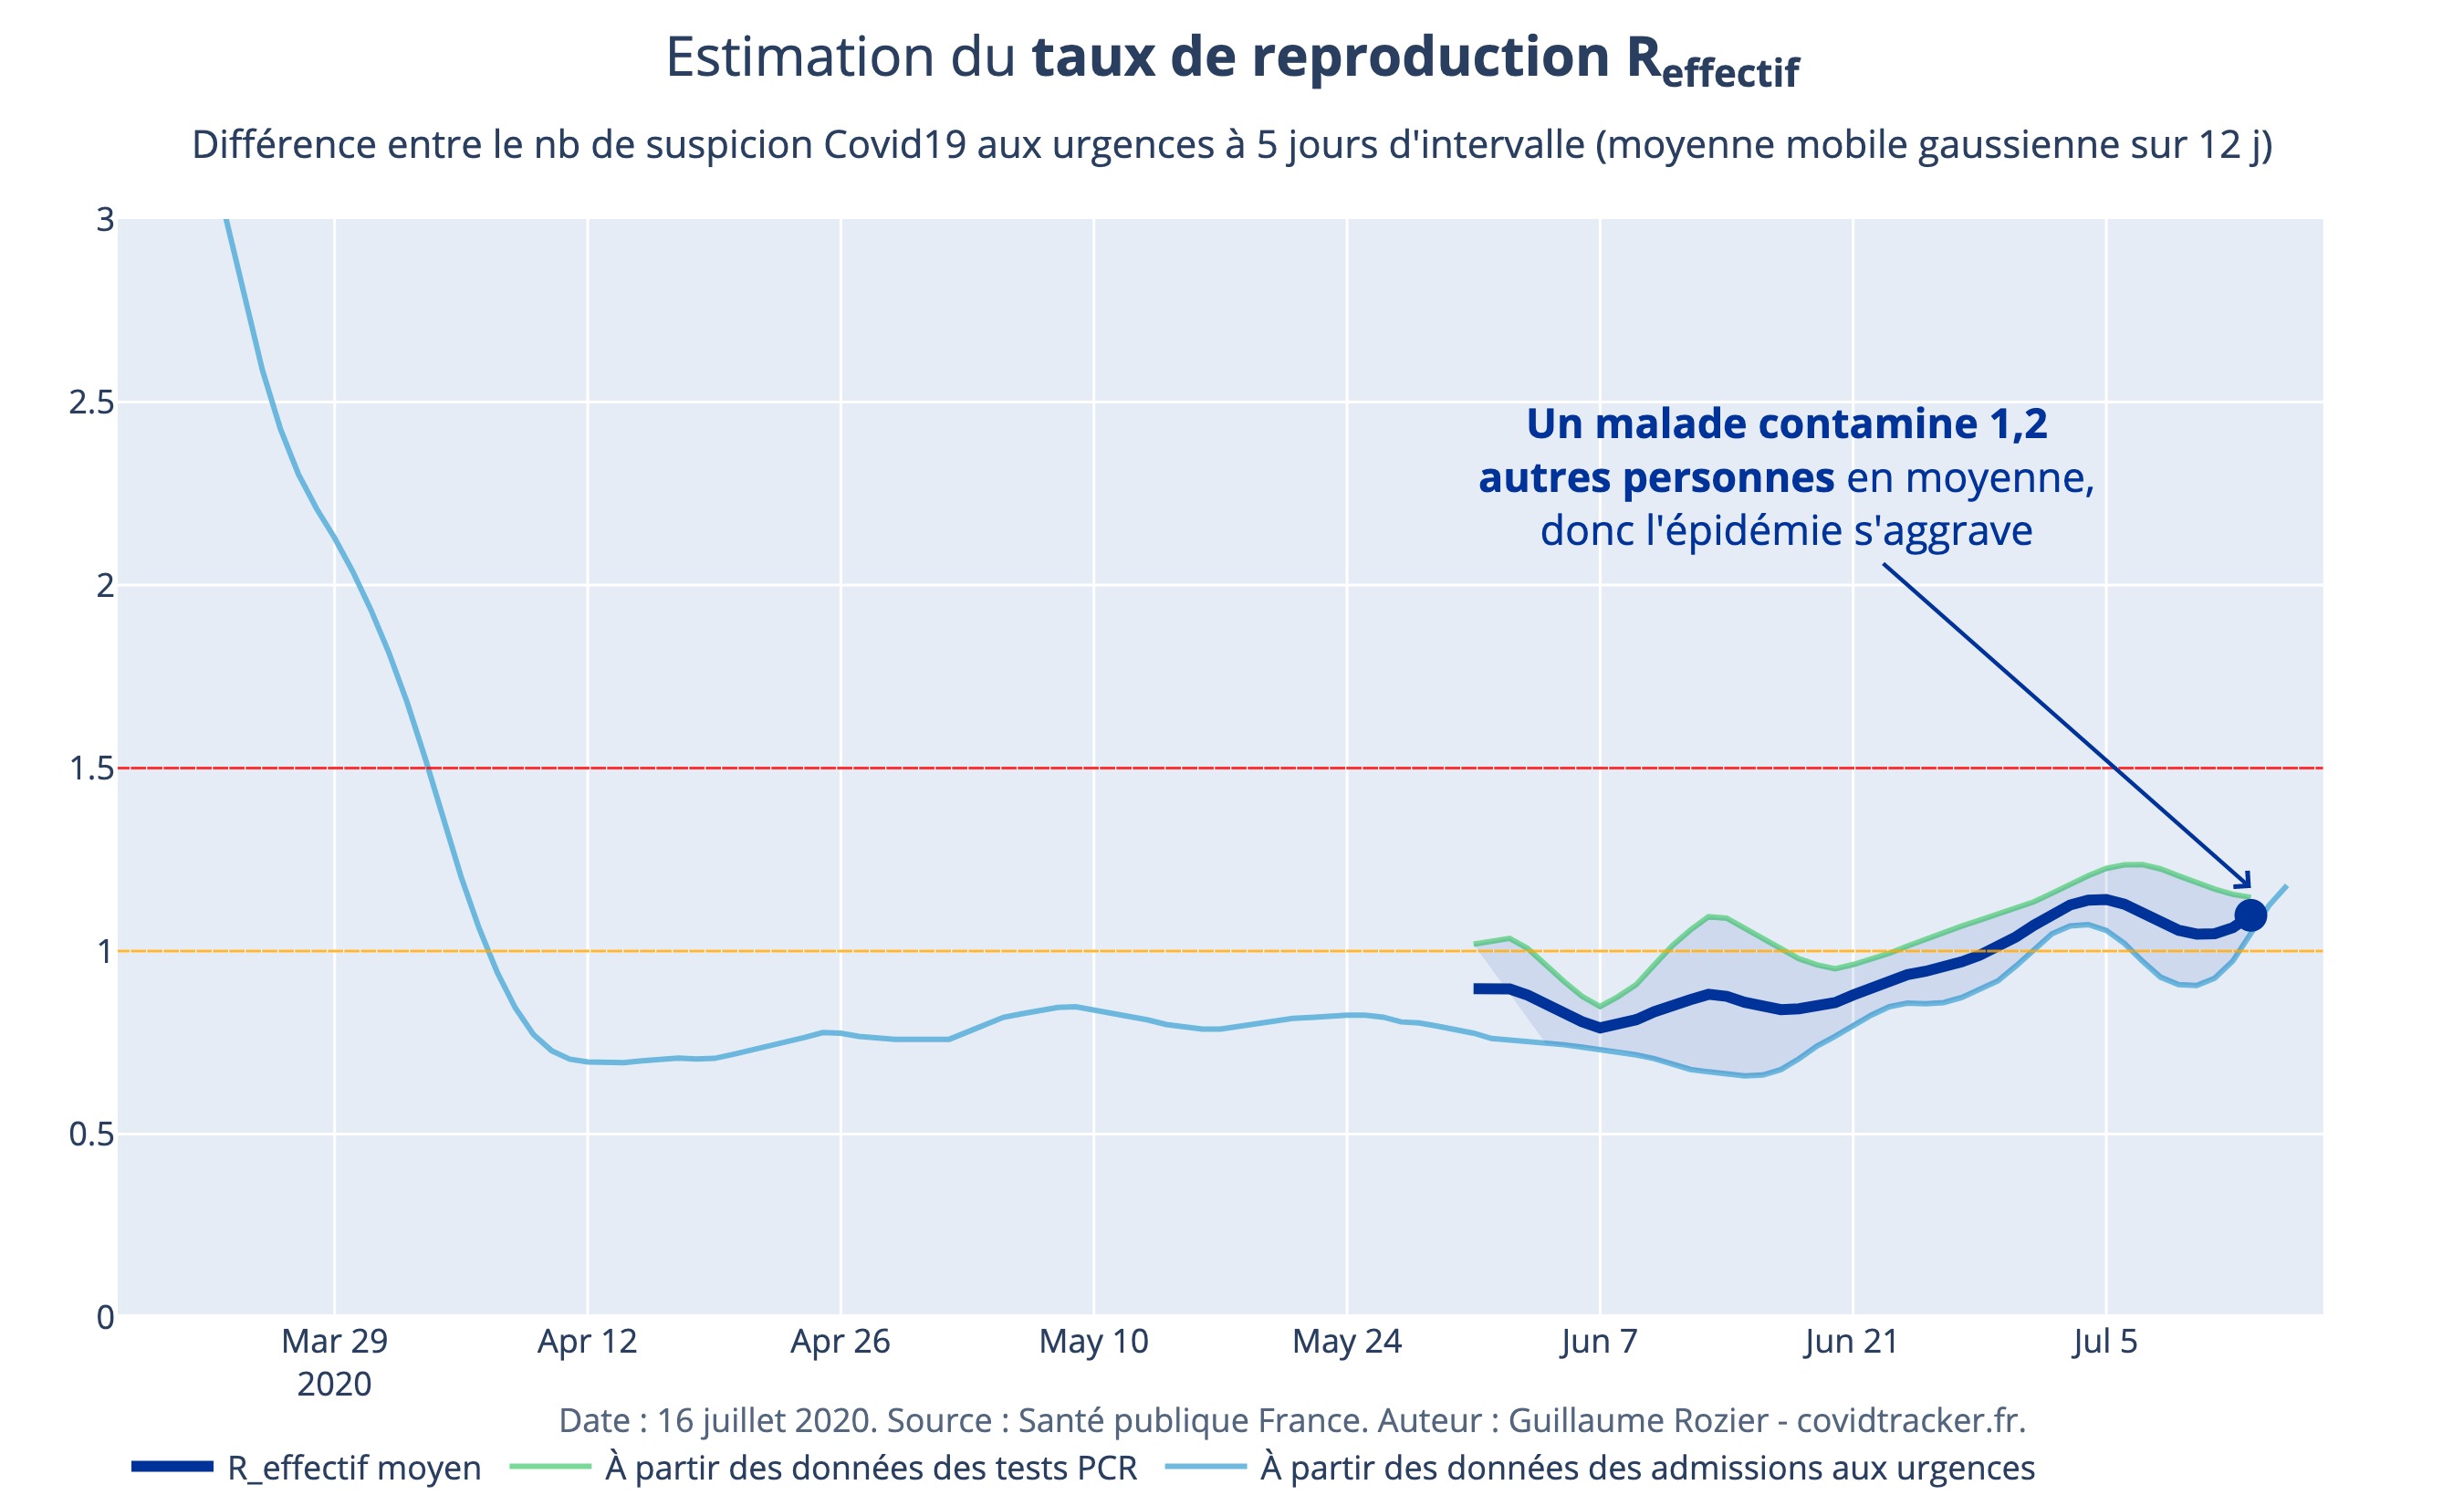 Estimation du taux de reproduction Reffectif
Différence entre le nb de suspicion Covid19 aux urgences à 5 jours d'intervalle (moyenne mobile gaussienne sur 12 j)
3
2.5
2
1.5
1
0.5
0
Un malade contamine 1,2
autres personnes en moyenne,
donc l'épidémie s'aggrave
Mar 29 Apr 12 Apr 26 May 10 May 24 Jun 7 Jun 21 Jul 5
2020
Date : 16 juillet 2020. Source : Santé publique France. Auteur : Guillaume Rozier - covidtracker.fr.
R_effectif moyen À partir des données des tests PCR À partir des données des admissions aux urgences